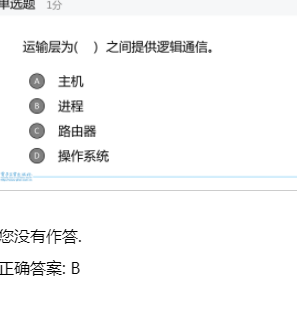 单选题 1分
运输层为( )之间提供逻辑通信。
A 主机
B 进程
C 路由器
D 操作系统
您没有作答.
正确答案: B